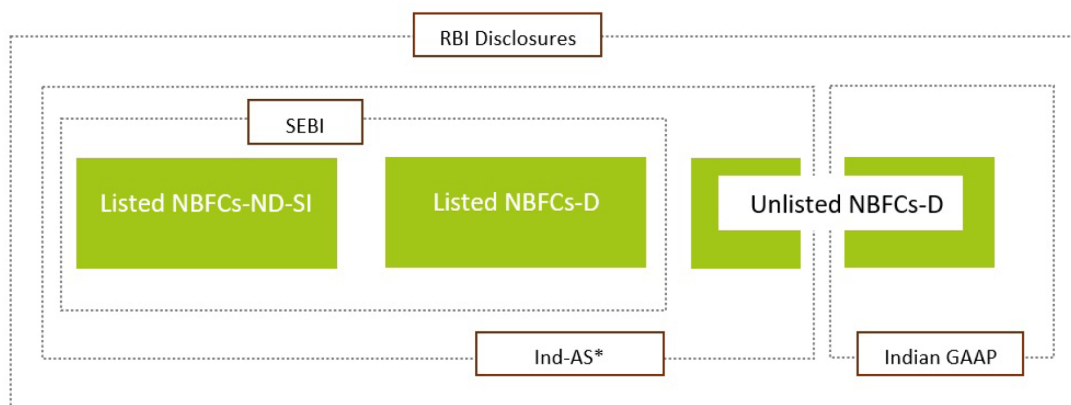 RBI Disclosures
SEBI
Listed NBFCs-ND-SI
Listed NBFCs-D
Unlisted NBFCs-D
Ind-AS*
Indian GAAP